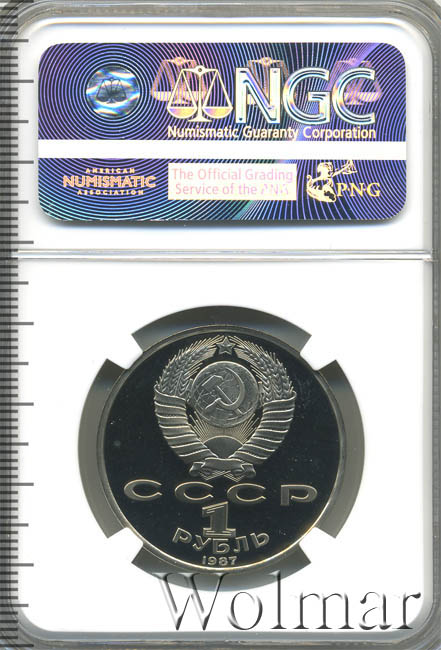 NGC
Numismatic Guaranty Corporation
AMERICAN
NUMISMATIC
ASSOCIATION
The Official Grading
Service of the PNG
PNG
СССР
1
РУБЛЬ
1987
Wolmar